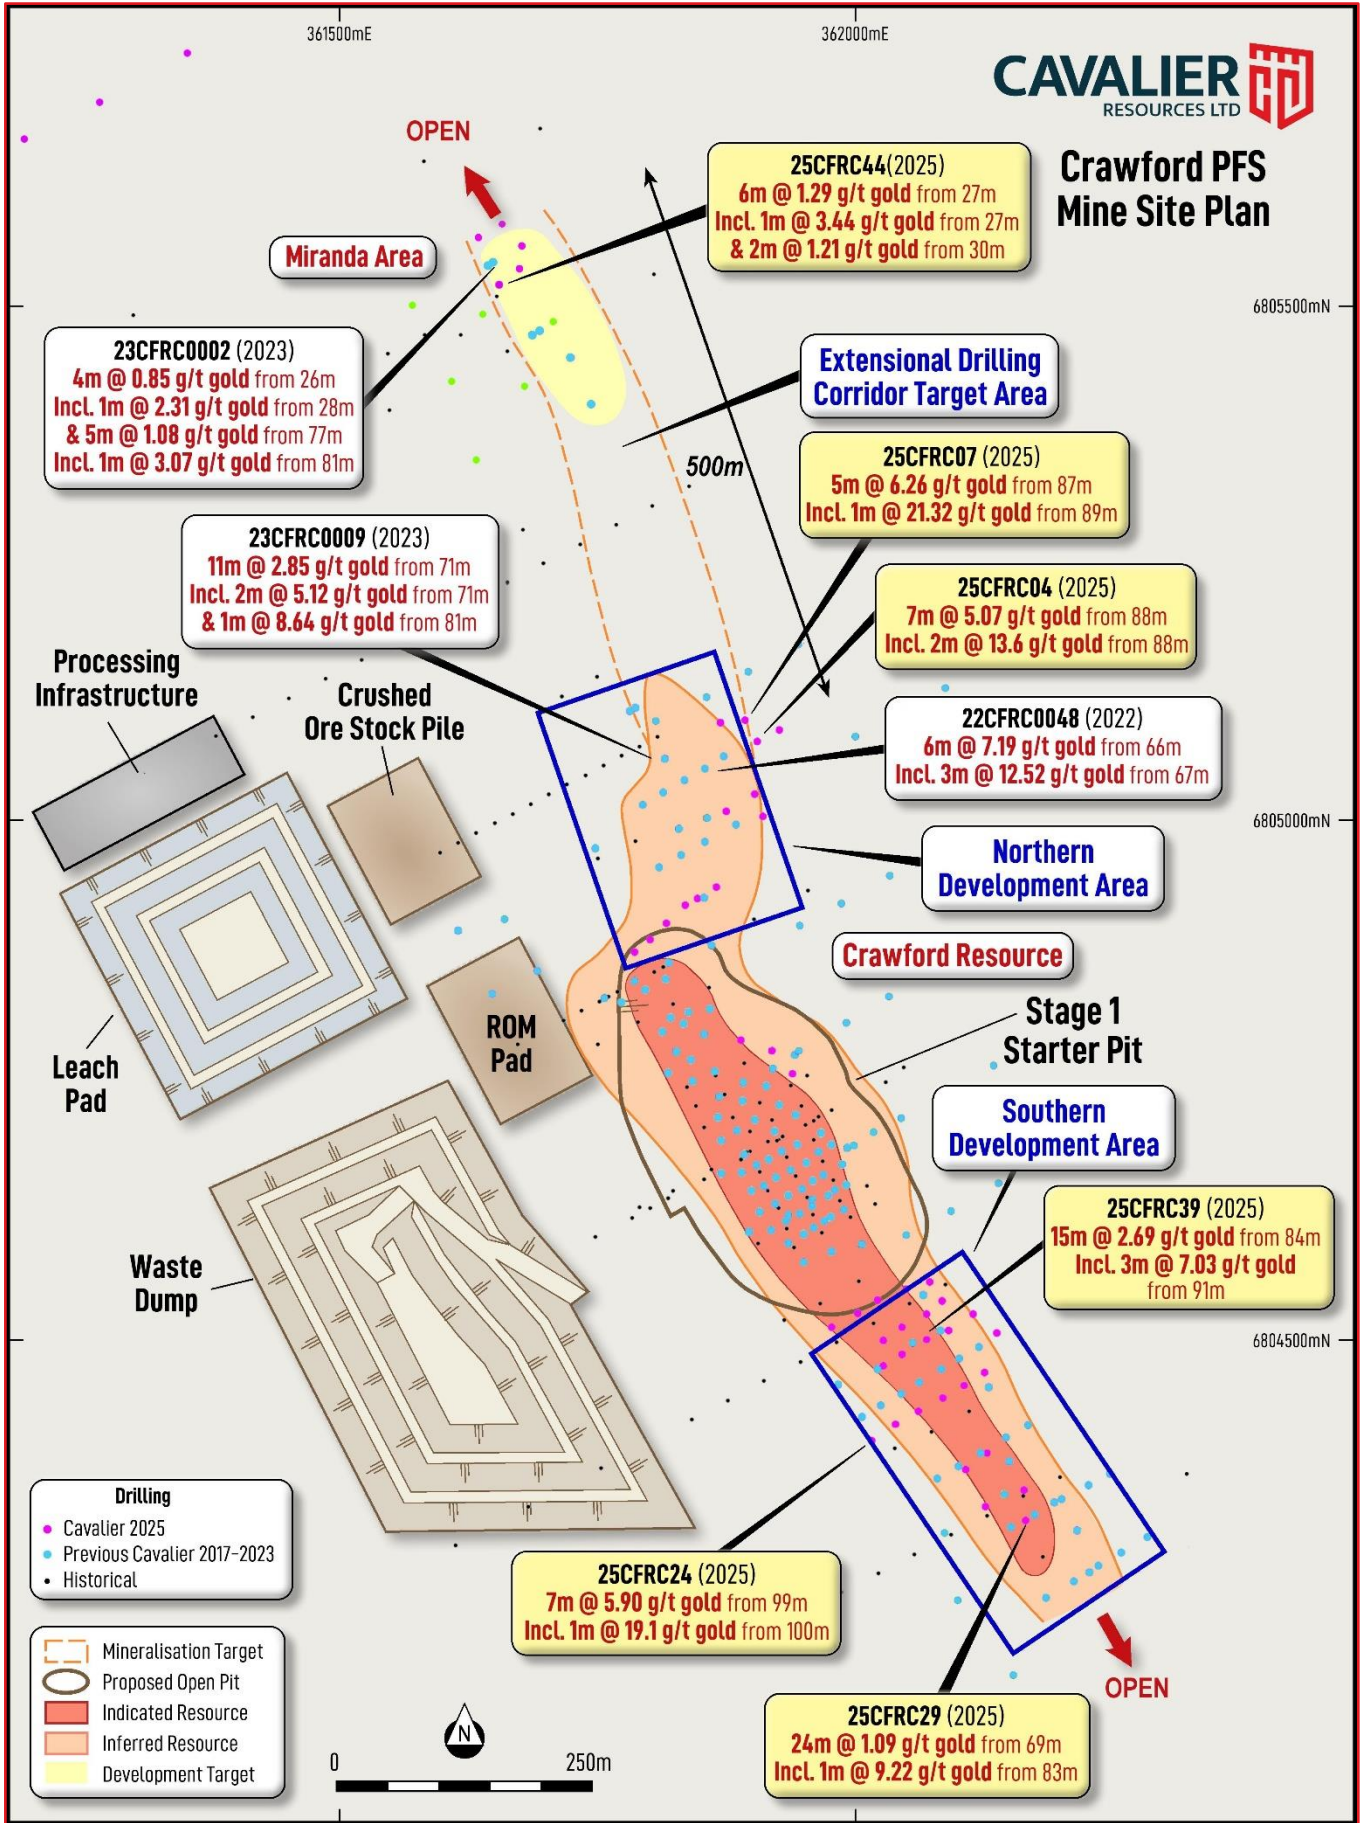 361500mE
362000mE
CAVALIER
RESOURCES LTD
Crawford PFS
Mine Site Plan
OPEN
25CFRC44(2025)
6m @ 1.29 g/t gold from 27m
Incl. 1m @ 3.44 g/t gold from 27m
& 2m @ 1.21 g/t gold from 30m
Miranda Area
6805500mN
23CFRC0002 (2023)
4m @ 0.85 g/t gold from 26m
Incl. 1m @ 2.31 g/t gold from 28m
& 5m @ 1.08 g/t gold from 77m
Incl. 1m @ 3.07 g/t gold from 81m
Extensional Drilling
Corridor Target Area
500m
25CFRC07 (2025)
5m @ 6.26 g/t gold from 87m
Incl. 1m @ 21.32 g/t gold from 89m
23CFRC0009 (2023)
11m @ 2.85 g/t gold from 71m
Incl. 2m @ 5.12 g/t gold from 71m
& 1m @ 8.64 g/t gold from 81m
25CFRC04 (2025)
7m @ 5.07 g/t gold from 88m
Incl. 2m @ 13.6 g/t gold from 88m
Processing
Infrastructure
Crushed
Ore Stock Pile
22CFRC0048 (2022)
6m @ 7.19 g/t gold from 66m
Incl. 3m @ 12.52 g/t gold from 67m
6805000mN
Northern
Development Area
Crawford Resource
Stage 1
Starter Pit
ROM
Pad
Leach
Pad
Southern
Development Area
25CFRC39 (2025)
15m @ 2.69 g/t gold from 84m
Incl. 3m @ 7.03 g/t gold
from 91m
Waste
Dump
6804500mN
Drilling
Cavalier 2025
Previous Cavalier 2017-2023
Historical
25CFRC24 (2025)
7m @ 5.90 g/t gold from 99m
Incl. 1m @ 19.1 g/t gold from 100m
Mineralisation Target
Proposed Open Pit
Indicated Resource
Inferred Resource
Development Target
N
0
250m
OPEN
25CFRC29 (2025)
24m @ 1.09 g/t gold from 69m
Incl. 1m @ 9.22 g/t gold from 83m